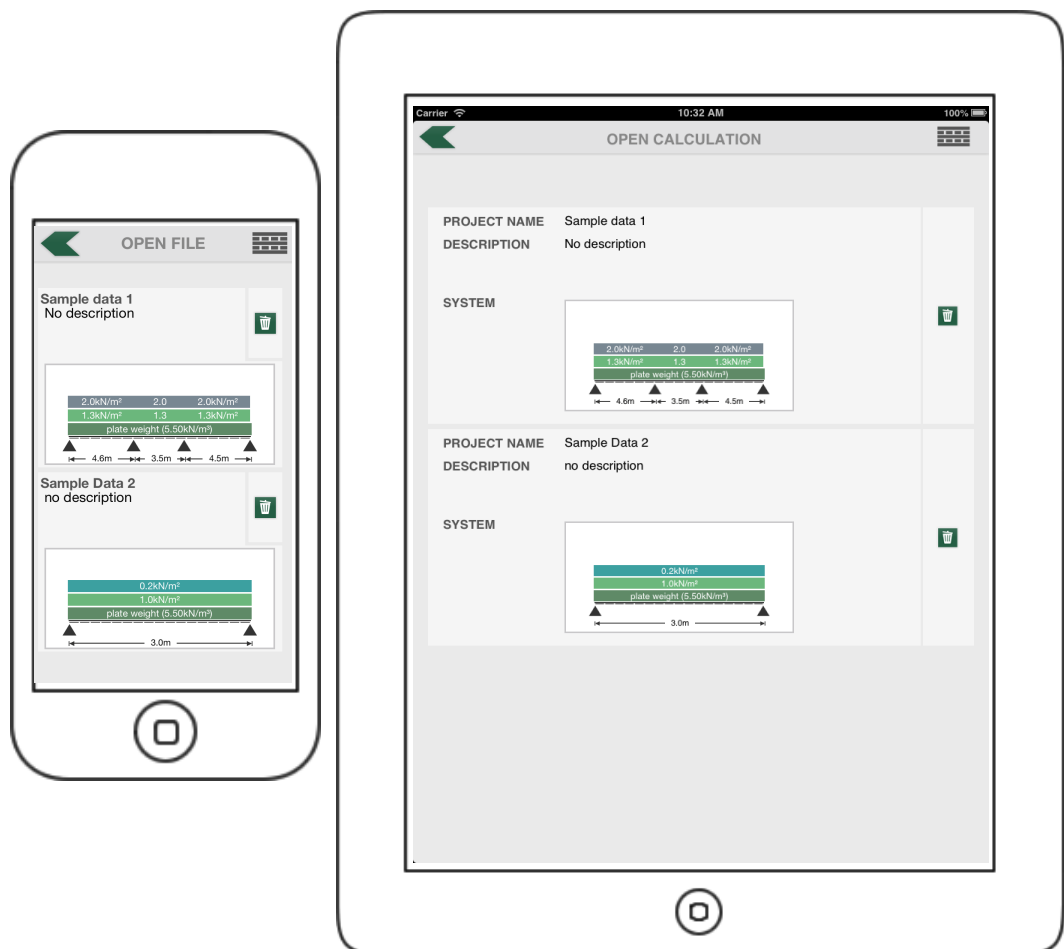 OPEN FILE
Sample data 1
No description
2.0kN/m² 2.0 2.0kN/m²
1.3kN/m² 1.3 1.3kN/m²
plate weight (5.50kN/m³)
4.6m 3.5m 4.5m
Sample Data 2
no description
0.2kN/m²
1.0kN/m²
plate weight (5.50kN/m³)
3.0m
Carrier 10:32 AM 100%
OPEN CALCULATION
PROJECT NAME Sample data 1
DESCRIPTION No description
SYSTEM
2.0kN/m² 2.0 2.0kN/m²
1.3kN/m² 1.3 1.3kN/m²
plate weight (5.50kN/m³)
4.6m 3.5m 4.5m
PROJECT NAME Sample Data 2
DESCRIPTION no description
SYSTEM
0.2kN/m²
1.0kN/m²
plate weight (5.50kN/m³)
3.0m